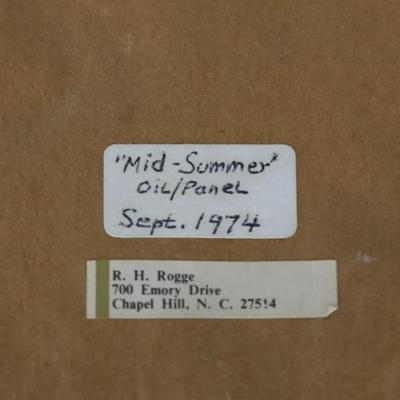 "Mid-Summer"
Oil/Panel
Sept. 1974
R. H. Rogge
700 Emory Drive
Chapel Hill, N. C. 27514